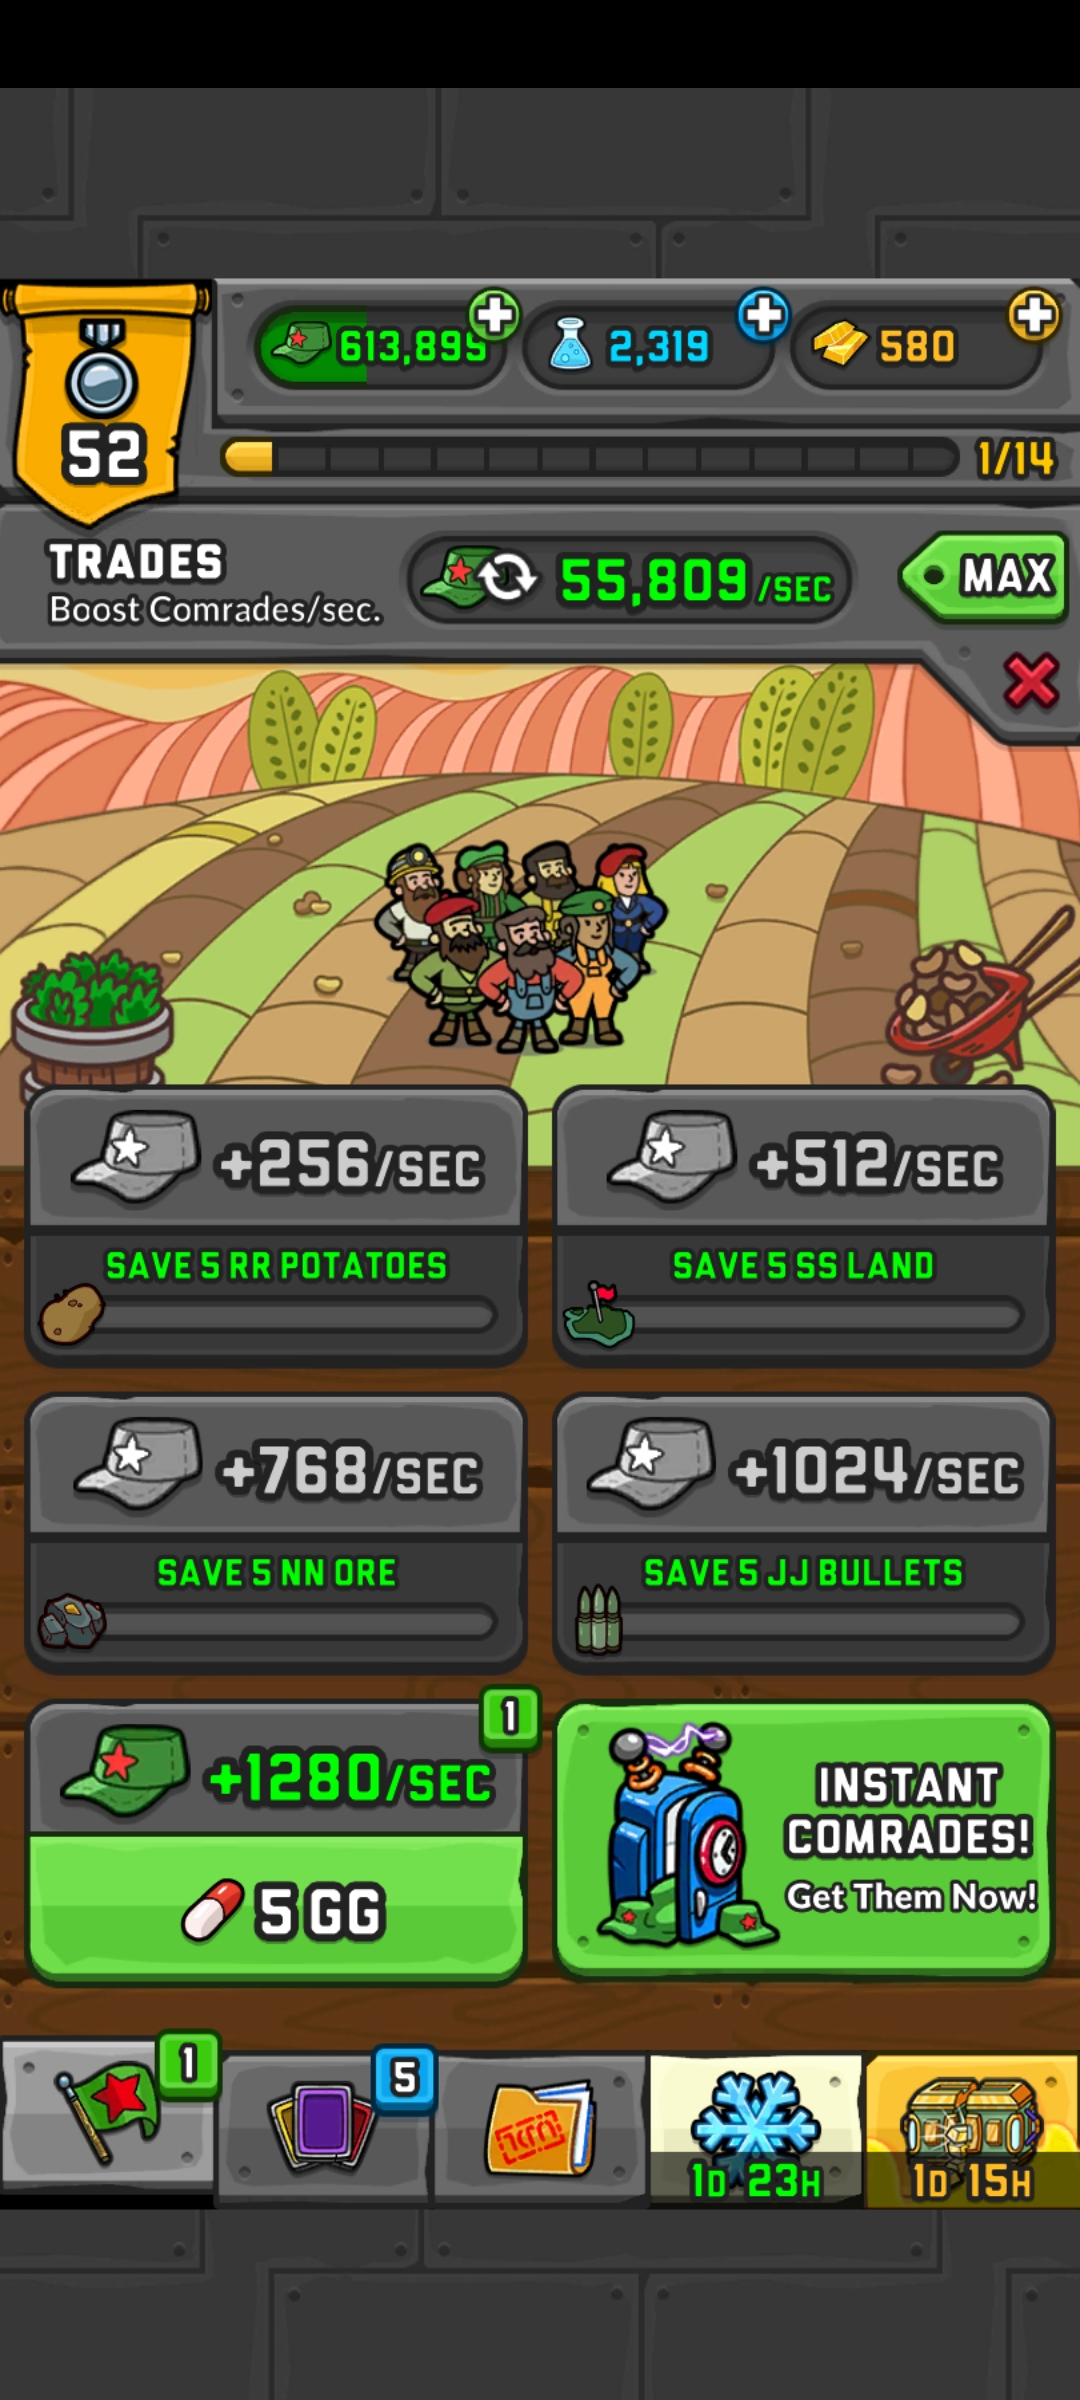 613,899
2,319
580
52
1/14
TRADES
Boost Comrades/sec.
55,809/SEC
MAX
+256/SEC
SAVE 5 RR POTATOES
+512/SEC
SAVE 5 SS LAND
+768/SEC
SAVE 5 NN ORE
+1024/SEC
SAVE 5 JJ BULLETS
1
+1280/SEC
5 GG
INSTANT
COMRADES!
Get Them Now!
1
5
1D 23H
1D 15H